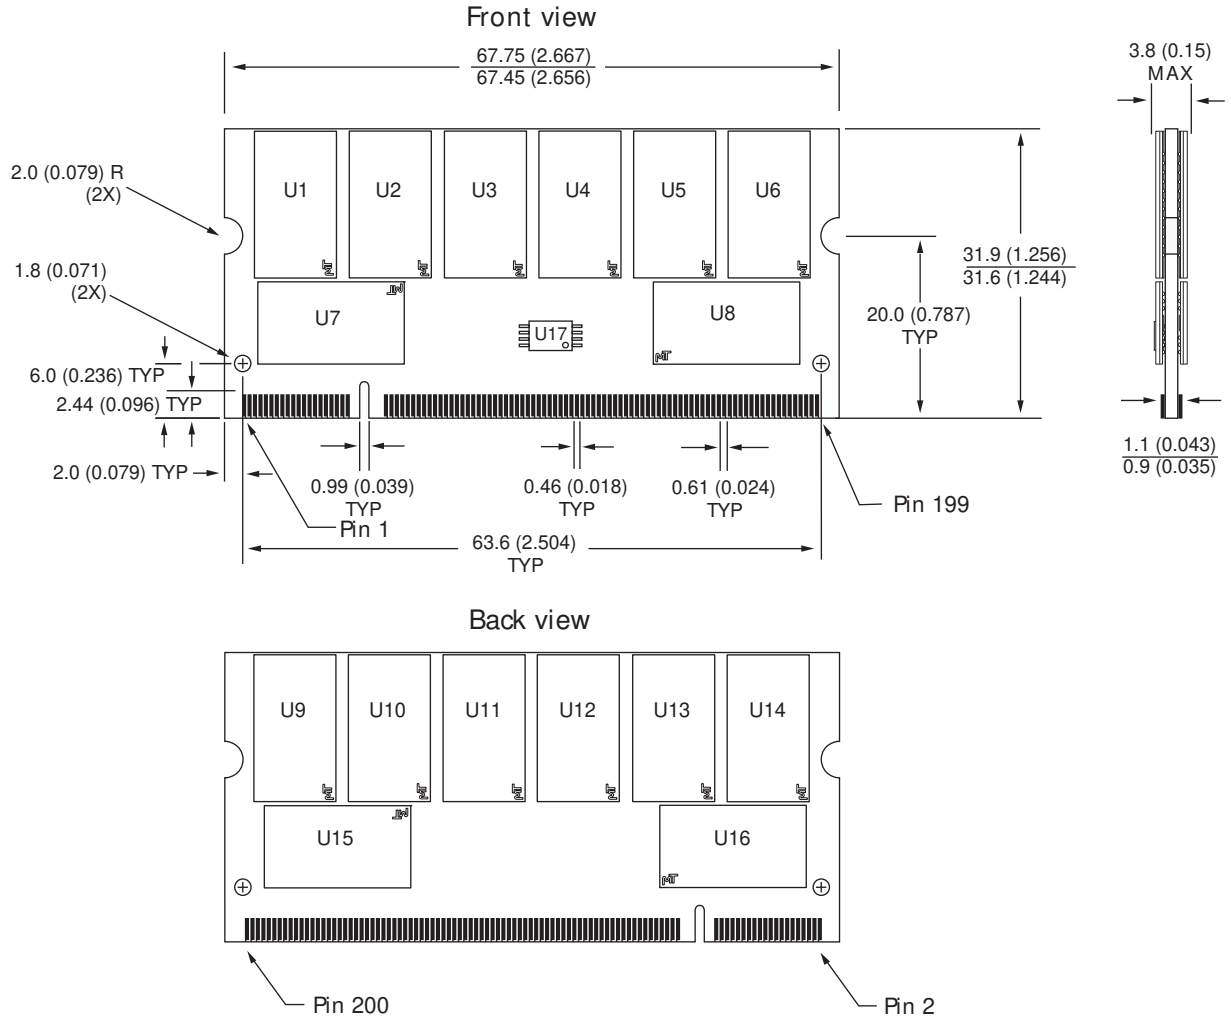 Front view
67.75 (2.667)
67.45 (2.656)
3.8 (0.15)
MAX
2.0 (0.079) R
(2X)
U1
U2
U3
U4
U5
U6
1.8 (0.071)
(2X)
31.9 (1.256)
31.6 (1.244)
U7
U17
U8
20.0 (0.787)
TYP
6.0 (0.236) TYP
2.44 (0.096) TYP
2.0 (0.079) TYP
1.1 (0.043)
0.9 (0.035)
0.99 (0.039)
TYP
0.46 (0.018)
TYP
0.61 (0.024)
TYP
Pin 199
Pin 1
63.6 (2.504)
TYP
Back view
U9
U10
U11
U12
U13
U14
U15
U16
Pin 200
Pin 2